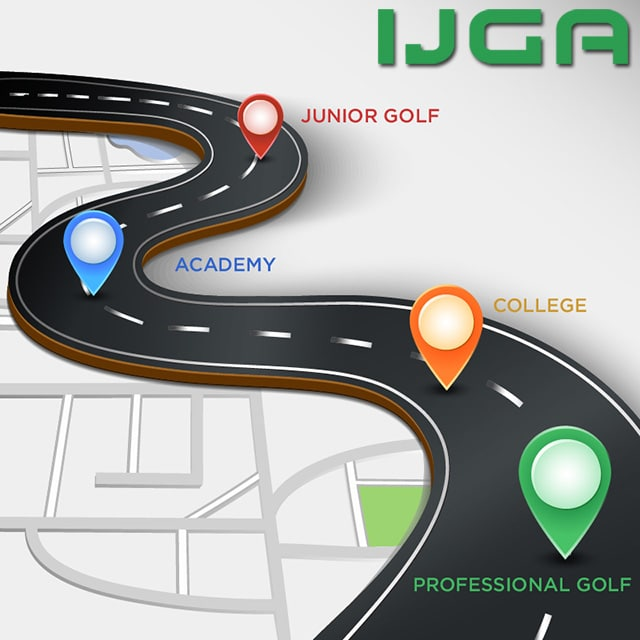 IJGA
JUNIOR GOLF
ACADEMY
COLLEGE
PROFESSIONAL GOLF